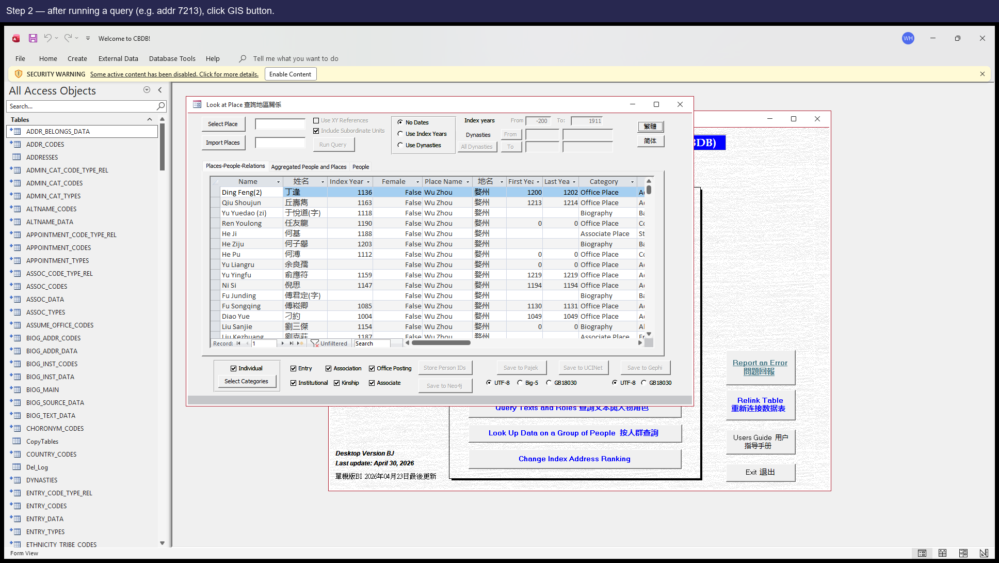 Step 2 — after running a query (e.g. addr 7213), click GIS button.
Welcome to CBDB!
WH
File Home Create External Data Database Tools Help Tell me what you want to do
SECURITY WARNING Some active content has been disabled. Click for more details. Enable Content
All Access Objects
Search...
Tables
ADDR_BELONGS_DATA
ADDR_CODES
ADDRESSES
ADMIN_CAT_CODE_TYPE_REL
ADMIN_CAT_CODES
ADMIN_CAT_TYPES
ALTNAME_CODES
ALTNAME_DATA
APPOINTMENT_CODE_TYPE_REL
APPOINTMENT_CODES
APPOINTMENT_TYPES
ASSOC_CODE_TYPE_REL
ASSOC_CODES
ASSOC_DATA
ASSOC_TYPES
ASSUME_OFFICE_CODES
BIOG_ADDR_CODES
BIOG_ADDR_DATA
BIOG_INST_CODES
BIOG_INST_DATA
BIOG_MAIN
BIOG_SOURCE_DATA
BIOG_TEXT_DATA
CHORONYM_CODES
CopyTables
COUNTRY_CODES
Del_Log
DYNASTIES
ENTRY_CODE_TYPE_REL
ENTRY_CODES
ENTRY_DATA
ENTRY_TYPES
ETHNICITY_TRIBE_CODES
Form View
Look at Place 查詢地區關係
Select Place
Import Places
Use XY References
Include Subordinate Units
Run Query
No Dates
Use Index Years
Use Dynasties
Index years From -200 To: 1911
Dynasties From
All Dynasties To
繁體
简体
Places-People-Relations Aggregated People and Places People
Name 姓名 Index Year Female Place Name 地名 First Yea Last Yea Category
Ding Feng(2) 丁逢 1136 False Wu Zhou 婺州 1200 1202 Office Place A
Qiu Shoujun 丘壽雋 1163 False Wu Zhou 婺州 1213 1214 Office Place A
Yu Yuedao (zi) 于悅道(字) 1118 False Wu Zhou 婺州 Biography Ba
Ren Youlong 任友龍 1190 False Wu Zhou 婺州 0 0 Office Place Co
He Ji 何基 1188 False Wu Zhou 婺州 Associate Place St
He Ziju 何子舉 1203 False Wu Zhou 婺州 Biography Ba
He Pu 何溥 1112 False Wu Zhou 婺州 0 0 Office Place Co
Yu Liangru 余良孺 False Wu Zhou 婺州 0 0 Office Place A
Yu Yingfu 俞應符 1159 False Wu Zhou 婺州 1219 1219 Office Place A
Ni Si 倪思 1147 False Wu Zhou 婺州 1194 1194 Office Place A
Fu Junding 傅君定(字) False Wu Zhou 婺州 Biography Ba
Fu Songqing 傅崧卿 1085 False Wu Zhou 婺州 1130 1131 Office Place A
Diao Yue 刁約 1004 False Wu Zhou 婺州 1049 1049 Office Place A
Liu Sanjie 劉三傑 1154 False Wu Zhou 婺州 0 0 Biography Al
Liu Kezhuang 劉克莊 1187 False Wu Zhou 婺州 Associate Place Fr
Record: 1 Unfiltered Search
Individual
Select Categories
Entry Association Office Posting
Institutional Kinship Associate
Store Person IDs
Save to Neo4j
Save to Pajek Save to UCINet Save to Gephi
UTF-8 Big-5 GB18030 UTF-8 GB18030
BDB)
Query Texts and Roles 查詢文本與人物角色
Look Up Data on a Group of People 按人群查詢
Change Index Address Ranking
Desktop Version BJ
Last update: April 30, 2026
單機版BI 2026年04月23日最後更新
Report an Error
問題回報
Relink Table
重新连接数据表
Users Guide 用户
指导手册
Exit 退出